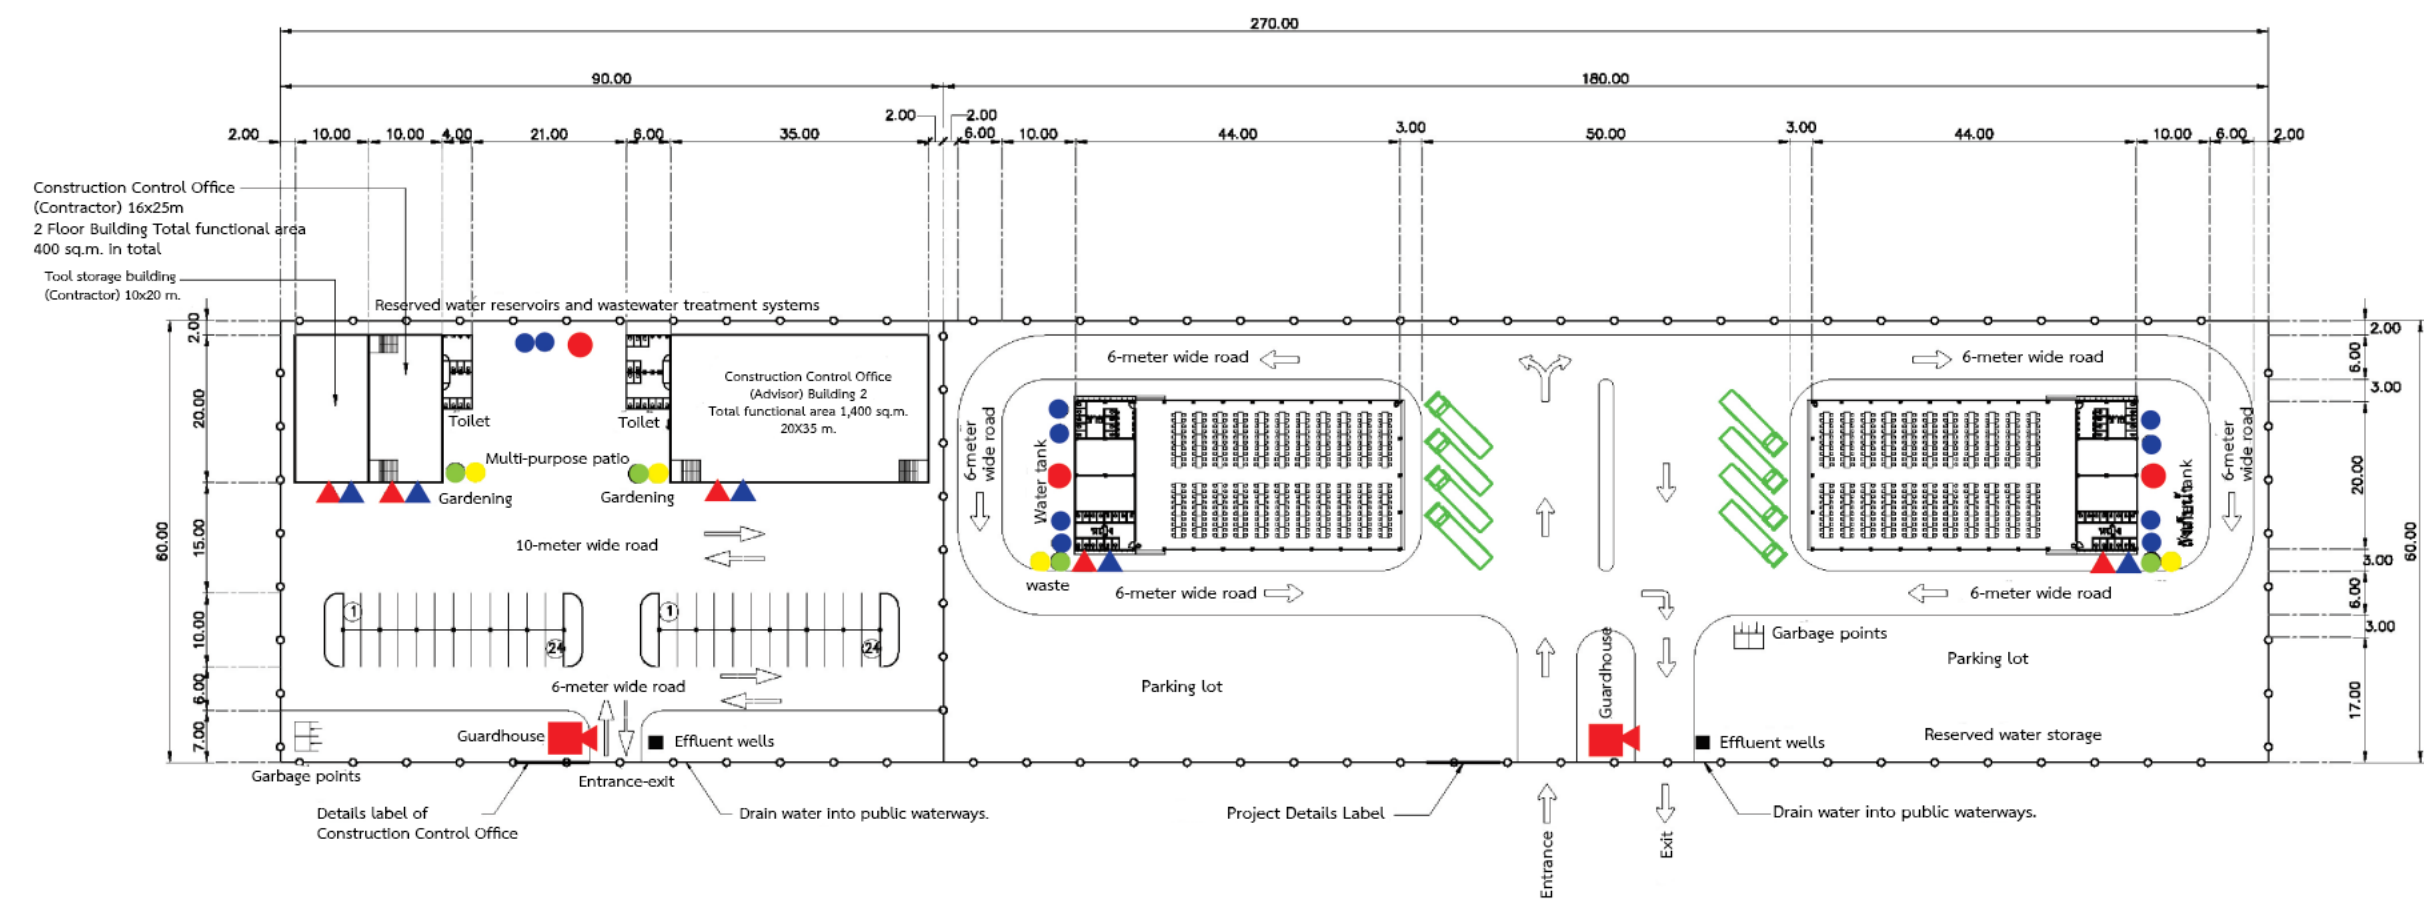 270.00
90.00
180.00
2.00
2.00
2.00
10.00
10.00
4.00
21.00
6.00
35.00
6.00
10.00
44.00
3.00
50.00
3.00
44.00
10.00
6.00
2.00
Construction Control Office
(Contractor) 16x25m
2 Floor Building Total functional area
400 sq.m. in total
Tool storage building
(Contractor) 10x20 m.
Reserved water reservoirs and wastewater treatment systems
2.00
20.00
15.00
60.00
10.00
6.00
7.00
Toilet
Toilet
Construction Control Office
(Advisor) Building 2
Total functional area 1,400 sq.m.
20X35 m.
Multi-purpose patio
Gardening
Gardening
10-meter wide road
1
24
1
24
6-meter wide road
Guardhouse
Effluent wells
Garbage points
Entrance-exit
Details label of
Construction Control Office
Drain water into public waterways.
6-meter wide road
6-meter
wide road
Water tank
waste
6-meter wide road
Parking lot
Project Details Label
Guardhouse
Entrance
Exit
6-meter wide road
6-meter
wide road
6-meter wide road
Garbage points
Parking lot
Reserved water storage
Effluent wells
Drain water into public waterways.
2.00
6.00
3.00
20.00
3.00
6.00
3.00
17.00
60.00